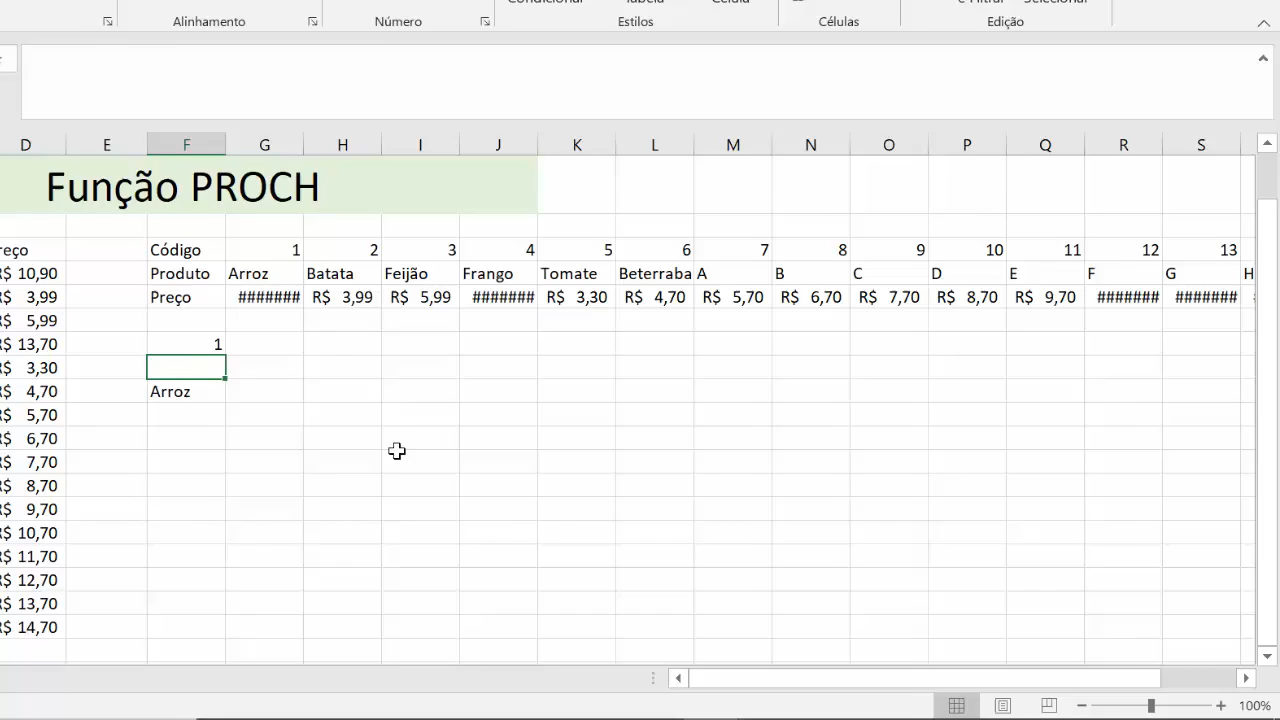 Alinhamento Número Estilos Células Edição
D E F G H I J K L M N O P Q R S
Função PROCH
reço Código 1 2 3 4 5 6 7 8 9 10 11 12 13
R$ 10,90 Produto Arroz Batata Feijão Frango Tomate Beterraba A B C D E F G H
R$ 3,99 Preço ####### R$ 3,99 R$ 5,99 ####### R$ 3,30 R$ 4,70 R$ 5,70 R$ 6,70 R$ 7,70 R$ 8,70 R$ 9,70 ####### #######
R$ 5,99
R$ 13,70 1
R$ 3,30
R$ 4,70 Arroz
R$ 5,70
R$ 6,70
R$ 7,70
R$ 8,70
R$ 9,70
R$ 10,70
R$ 11,70
R$ 12,70
R$ 13,70
R$ 14,70
100%